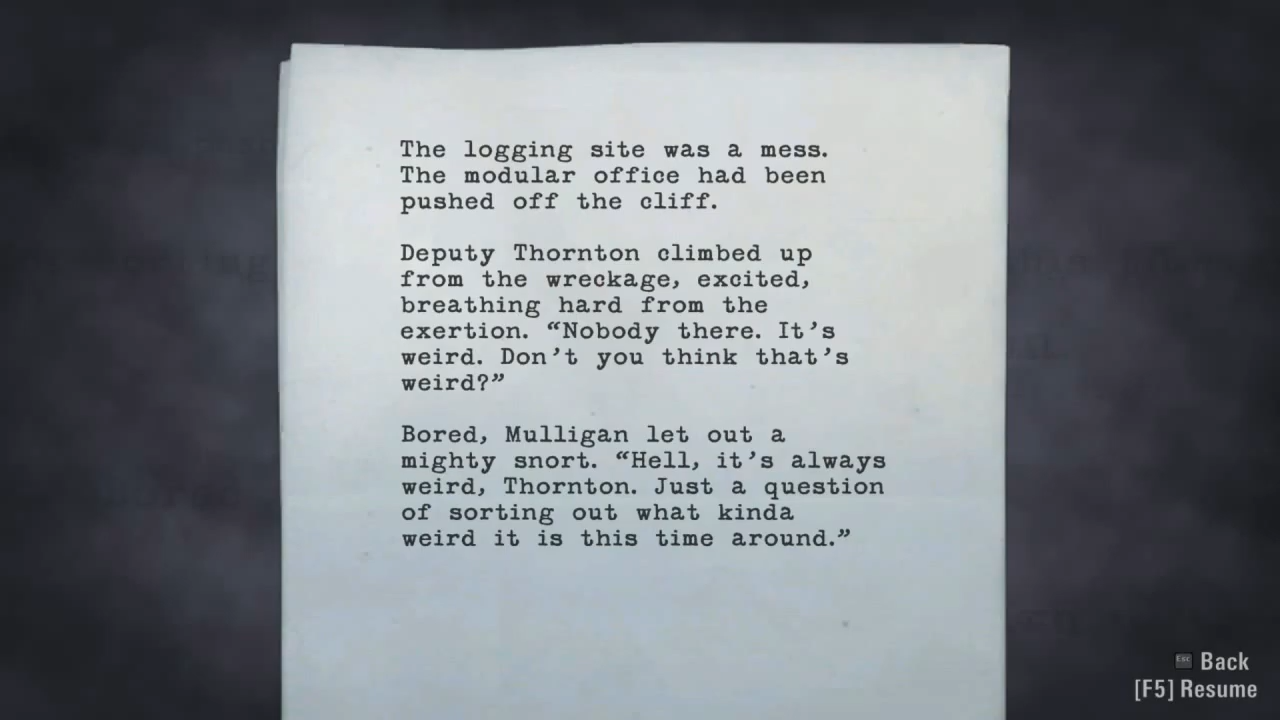 The logging site was a mess.
The modular office had been
pushed off the cliff.
Deputy Thornton climbed up
from the wreckage, excited,
breathing hard from the
exertion. “Nobody there. It’s
weird. Don’t you think that’s
weird?”
Bored, Mulligan let out a
mighty snort. “Hell, it’s always
weird, Thornton. Just a question
of sorting out what kinda
weird it is this time around.”
Esc Back
[F5] Resume